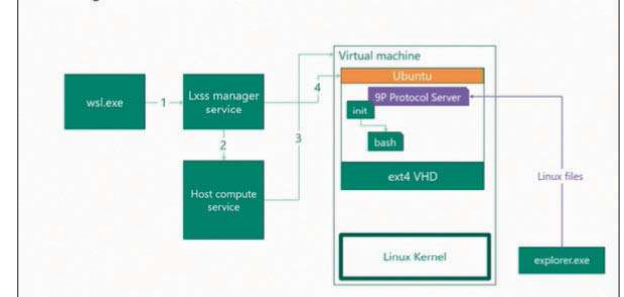 Virtual machine
Ubuntu
4
9P Protocol Server
wsl.exe
1
Lxss manager
service
init
bash
2
3
ext4 VHD
Linux files
Host compute
service
Linux Kernel
explorer.exe